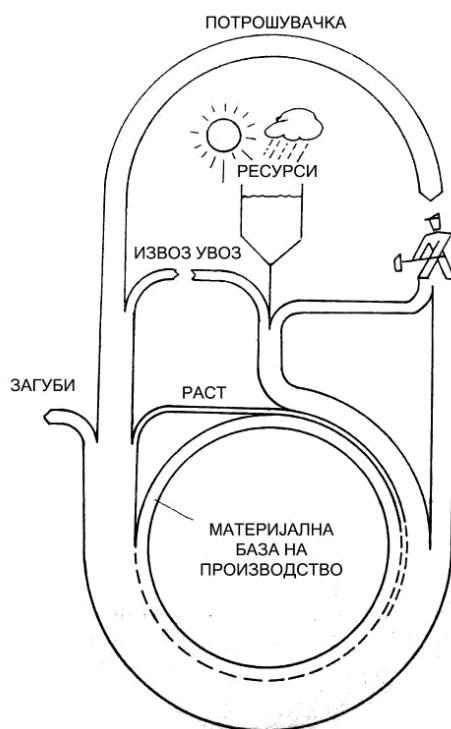 ПОТРОШУВАЧКА
РЕСУРСИ
ИЗВОЗ УВОЗ
ЗАГУБИ
РАСТ
МАТЕРИЈАЛНА
БАЗА НА
ПРОИЗВОДСТВО